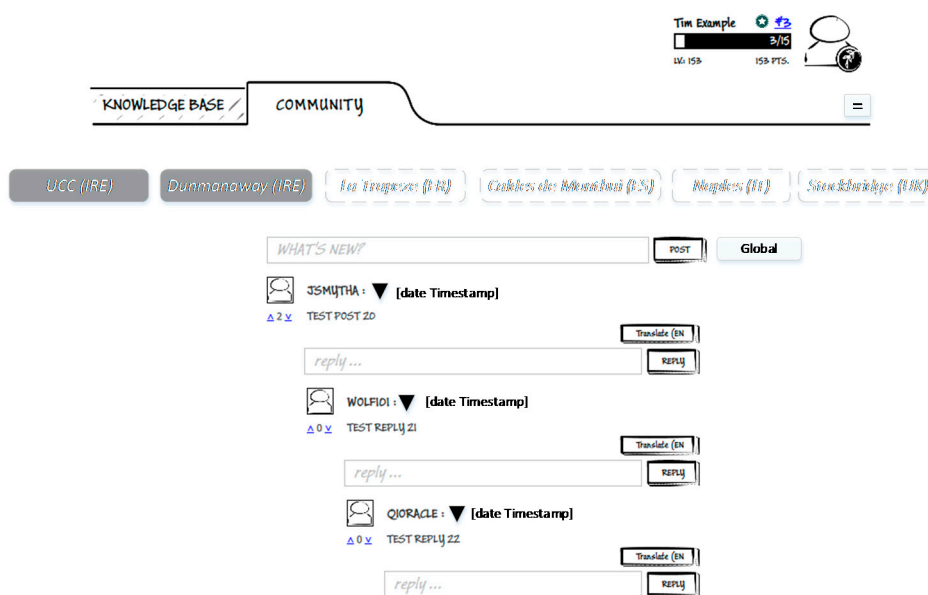 Tim Example #3
3/15
LV: 153 153 PTS.
KNOWLEDGE BASE COMMUNITY =
UCC (IRE) Dunmanaway (IRE) La Trapeze (FR) Caldes de Montbui (ES) Naples (IT) Stockbridge (UK)
WHAT'S NEW? POST Global
JSMYTHA : [date Timestamp]
^ 2 v TEST POST 20
Translate (EN
reply ... REPLY
WOLF101 : [date Timestamp]
^ 0 v TEST REPLY 21
Translate (EN
reply ... REPLY
QIORACLE : [date Timestamp]
^ 0 v TEST REPLY 22
Translate (EN
reply ... REPLY